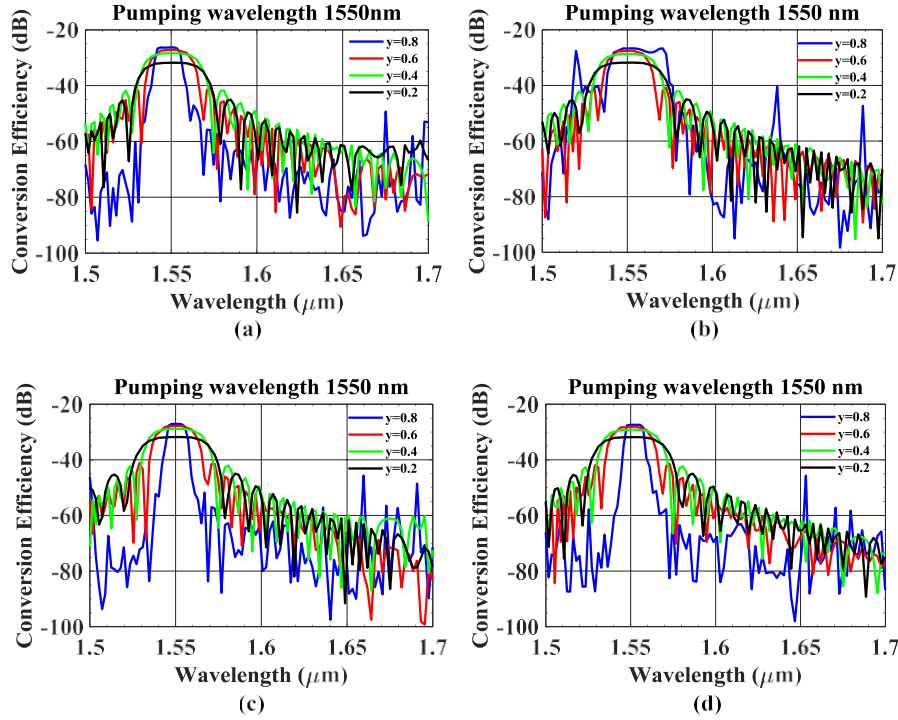 Pumping wavelength 1550nm
Conversion Efficiency (dB)
-20
-40
-60
-80
-100
y=0.8
y=0.6
y=0.4
y=0.2
1.5 1.55 1.6 1.65 1.7
Wavelength (μm)
(a)
Pumping wavelength 1550 nm
Conversion Efficiency (dB)
-20
-40
-60
-80
-100
y=0.8
y=0.6
y=0.4
y=0.2
1.5 1.55 1.6 1.65 1.7
Wavelength (μm)
(b)
Pumping wavelength 1550 nm
Conversion Efficiency (dB)
-20
-40
-60
-80
-100
y=0.8
y=0.6
y=0.4
y=0.2
1.5 1.55 1.6 1.65 1.7
Wavelength (μm)
(c)
Pumping wavelength 1550 nm
Conversion Efficiency (dB)
-20
-40
-60
-80
-100
y=0.8
y=0.6
y=0.4
y=0.2
1.5 1.55 1.6 1.65 1.7
Wavelength (μm)
(d)